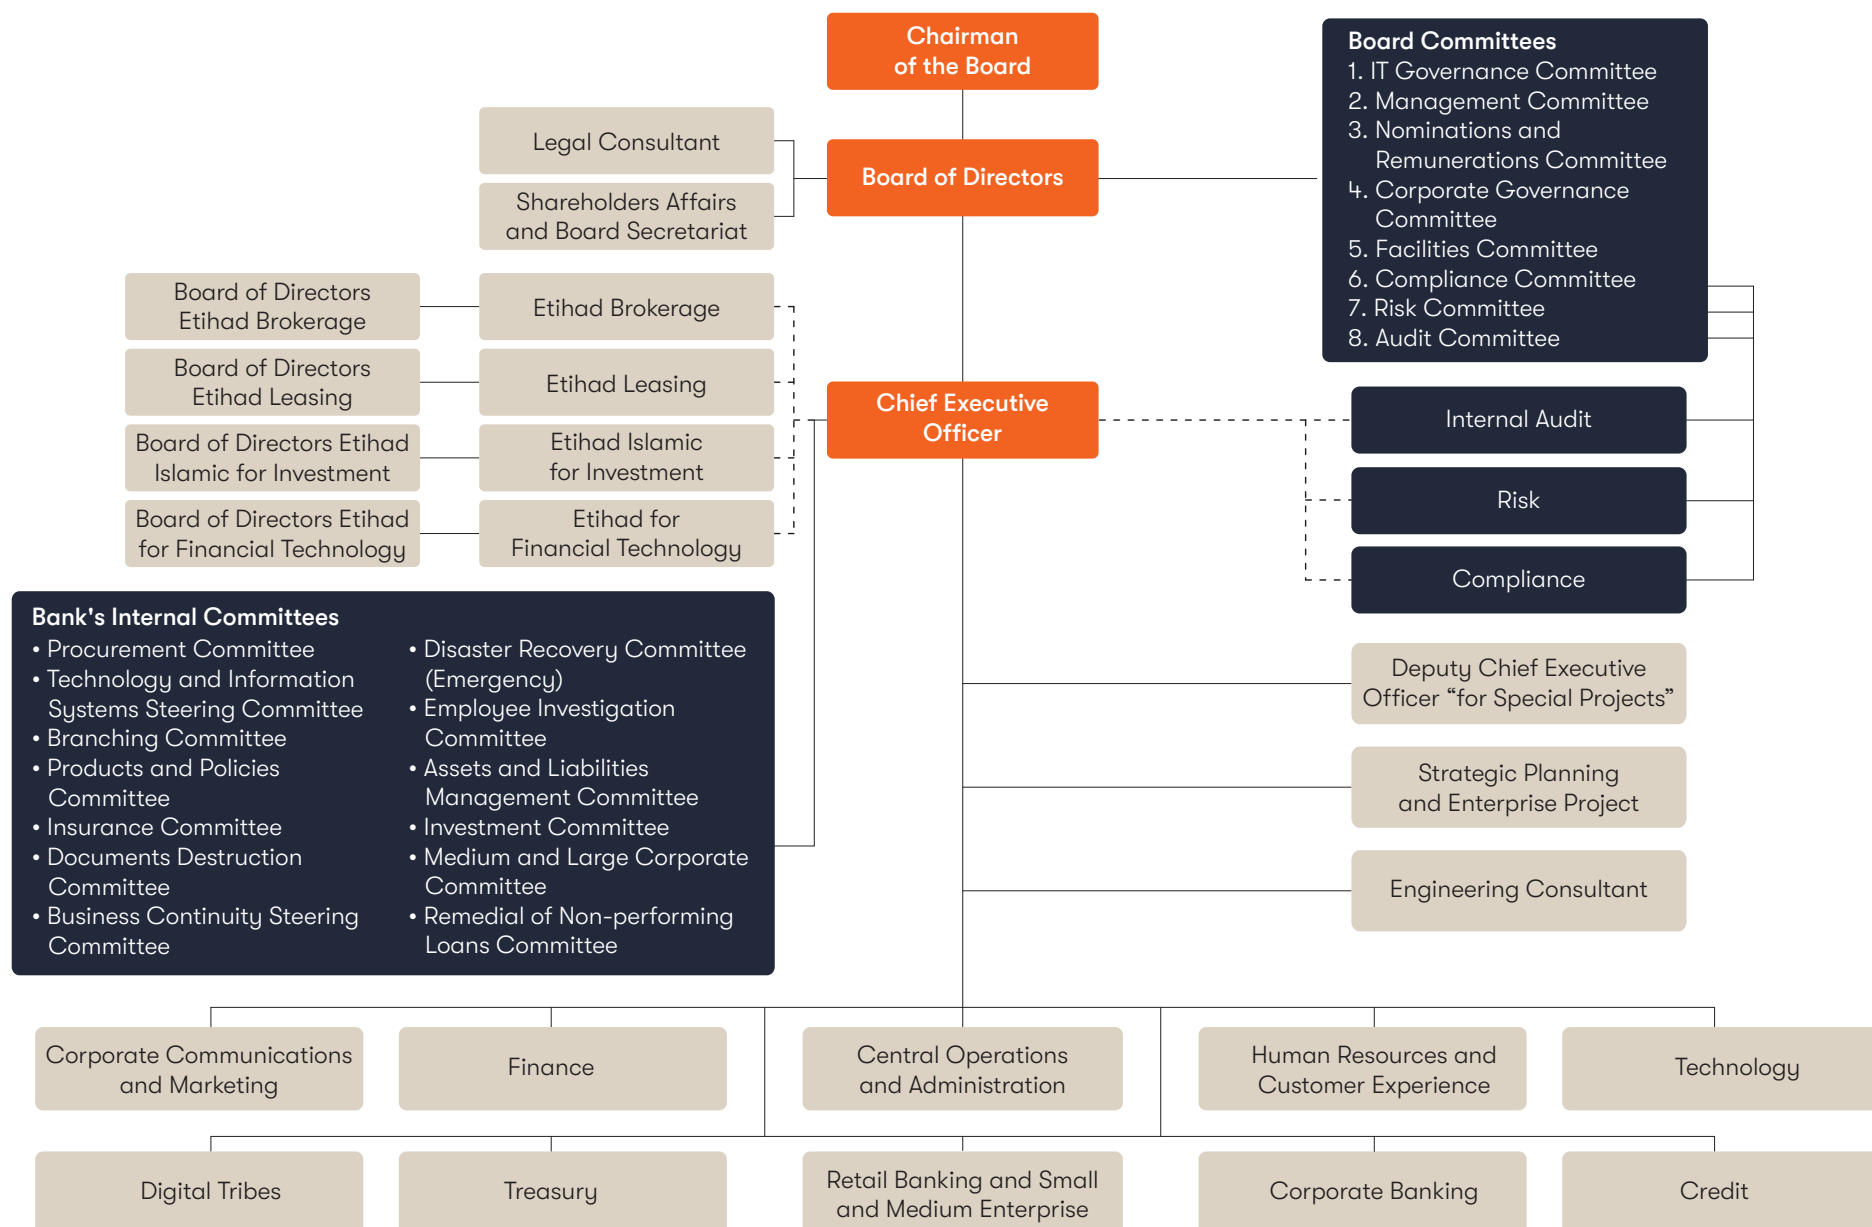 Chairman
of the Board
Board Committees
1. IT Governance Committee
2. Management Committee
3. Nominations and
Remunerations Committee
4. Corporate Governance
Committee
5. Facilities Committee
6. Compliance Committee
7. Risk Committee
8. Audit Committee
Legal Consultant
Board of Directors
Shareholders Affairs
and Board Secretariat
Board of Directors
Etihad Brokerage
Etihad Brokerage
Board of Directors
Etihad Leasing
Etihad Leasing
Chief Executive
Officer
Internal Audit
Board of Directors Etihad
Islamic for Investment
Etihad Islamic
for Investment
Risk
Board of Directors Etihad
for Financial Technology
Etihad for
Financial Technology
Compliance
Bank's Internal Committees
• Procurement Committee
• Technology and Information
Systems Steering Committee
• Branching Committee
• Products and Policies
Committee
• Insurance Committee
• Documents Destruction
Committee
• Business Continuity Steering
Committee
• Disaster Recovery Committee
(Emergency)
• Employee Investigation
Committee
• Assets and Liabilities
Management Committee
• Investment Committee
• Medium and Large Corporate
Committee
• Remedial of Non-performing
Loans Committee
Deputy Chief Executive
Officer “for Special Projects”
Strategic Planning
and Enterprise Project
Engineering Consultant
Corporate Communications
and Marketing
Finance
Central Operations
and Administration
Human Resources and
Customer Experience
Technology
Digital Tribes
Treasury
Retail Banking and Small
and Medium Enterprise
Corporate Banking
Credit